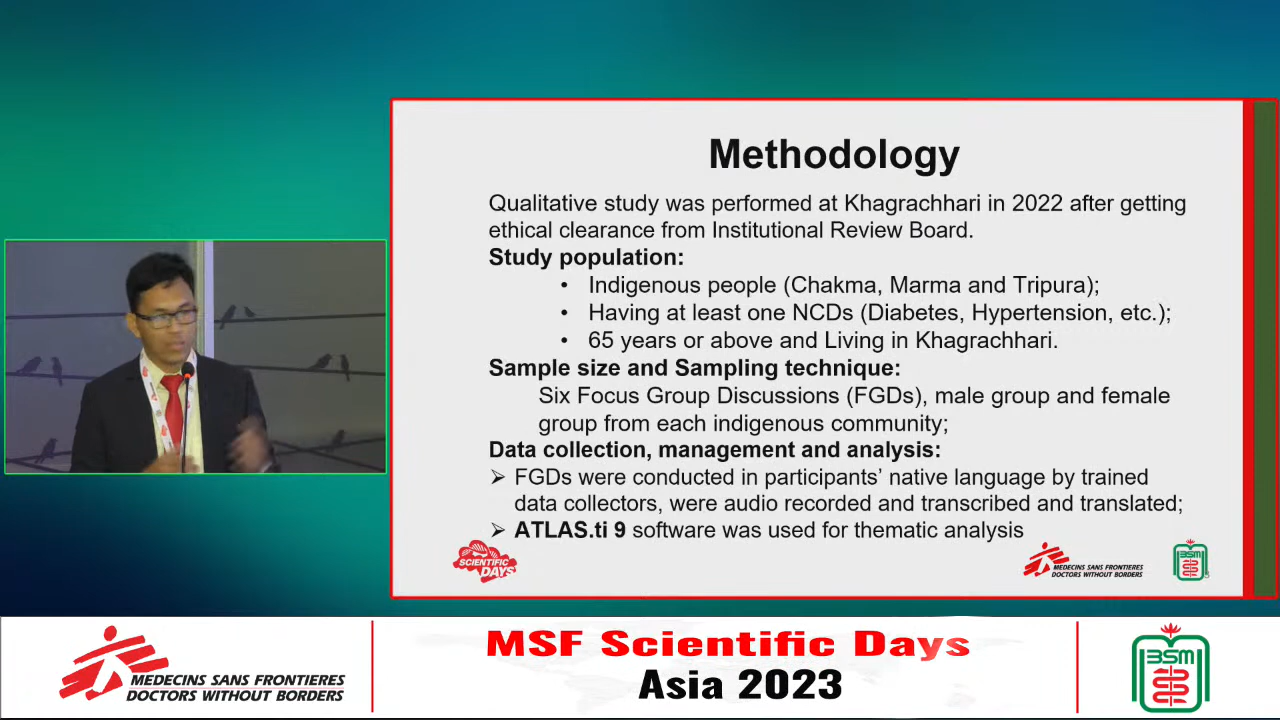 Methodology
Qualitative study was performed at Khagrachhari in 2022 after getting
ethical clearance from Institutional Review Board.
Study population:
• Indigenous people (Chakma, Marma and Tripura);
• Having at least one NCDs (Diabetes, Hypertension, etc.);
• 65 years or above and Living in Khagrachhari.
Sample size and Sampling technique:
Six Focus Group Discussions (FGDs), male group and female
group from each indigenous community;
Data collection, management and analysis:
➢ FGDs were conducted in participants’ native language by trained
data collectors, were audio recorded and transcribed and translated;
➢ ATLAS.ti 9 software was used for thematic analysis
SCIENTIFIC
DAYS
MEDECINS SANS FRONTIERES
DOCTORS WITHOUT BORDERS
BSM
MEDECINS SANS FRONTIERES
DOCTORS WITHOUT BORDERS
MSF Scientific Days
Asia 2023
BSM